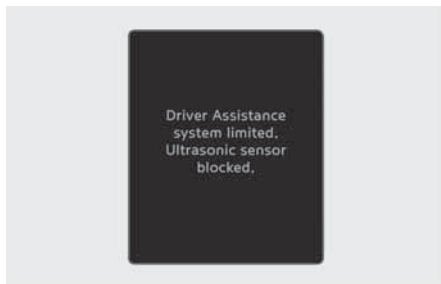 Driver Assistance
system limited.
Ultrasonic sensor
blocked.